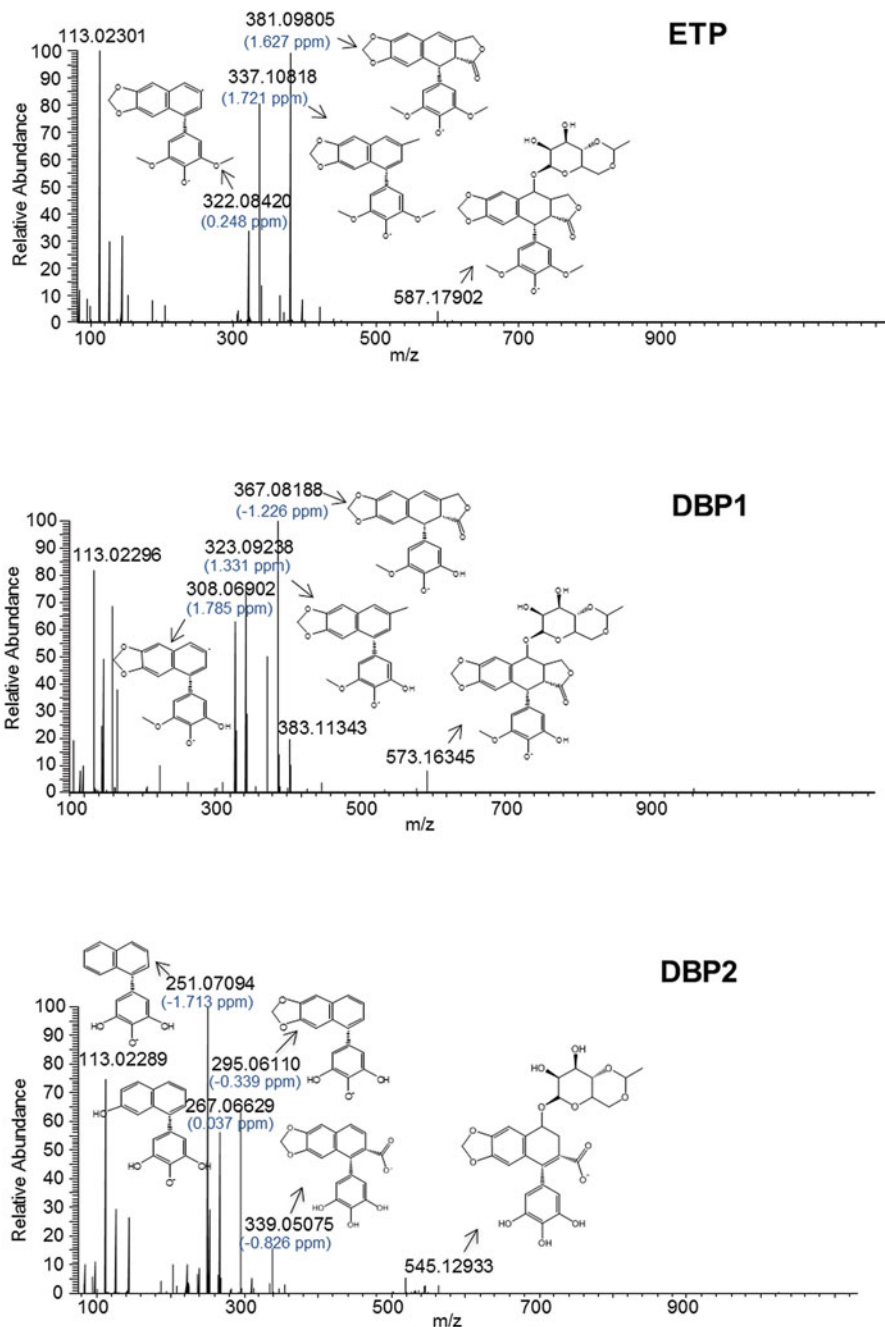 ETP
381.09805
(1.627 ppm)
113.02301
337.10818
(1.721 ppm)
322.08420
(0.248 ppm)
587.17902
Relative Abundance
100
90
80
70
60
50
40
30
20
10
0
100 300 500 700 900
m/z
DBP1
367.08188
(-1.226 ppm)
113.02296
323.09238
(1.331 ppm)
308.06902
(1.785 ppm)
383.11343
573.16345
Relative Abundance
100
90
80
70
60
50
40
30
20
10
0
100 300 500 700 900
m/z
DBP2
251.07094
(-1.713 ppm)
113.02289
295.06110
(-0.339 ppm)
267.06629
(0.037 ppm)
339.05075
(-0.826 ppm)
545.12933
Relative Abundance
100
90
80
70
60
50
40
30
20
10
0
100 300 500 700 900
m/z